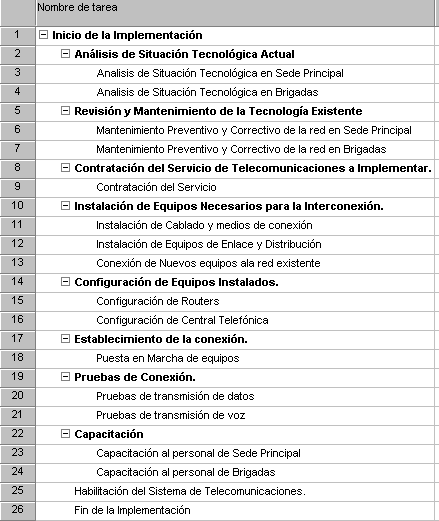 Nombre de tarea
1 Inicio de la Implementación
2 Análisis de Situación Tecnológica Actual
3 Analisis de Situación Tecnológica en Sede Principal
4 Analisis de Situación Tecnológica en Brigadas
5 Revisión y Mantenimiento de la Tecnología Existente
6 Mantenimiento Preventivo y Correctivo de la red en Sede Principal
7 Mantenimiento Preventivo y Correctivo de la red en Brigadas
8 Contratación del Servicio de Telecomunicaciones a Implementar.
9 Contratación del Servicio
10 Instalación de Equipos Necesarios para la Interconexión.
11 Instalación de Cablado y medios de conexión
12 Instalación de Equipos de Enlace y Distribución
13 Conexión de Nuevos equipos ala red existente
14 Configuración de Equipos Instalados.
15 Configuración de Routers
16 Configuración de Central Telefónica
17 Establecimiento de la conexión.
18 Puesta en Marcha de equipos
19 Pruebas de Conexión.
20 Pruebas de transmisión de datos
21 Pruebas de transmisión de voz
22 Capacitación
23 Capacitación al personal de Sede Principal
24 Capacitación al personal de Brigadas
25 Habilitación del Sistema de Telecomunicaciones.
26 Fin de la Implementación